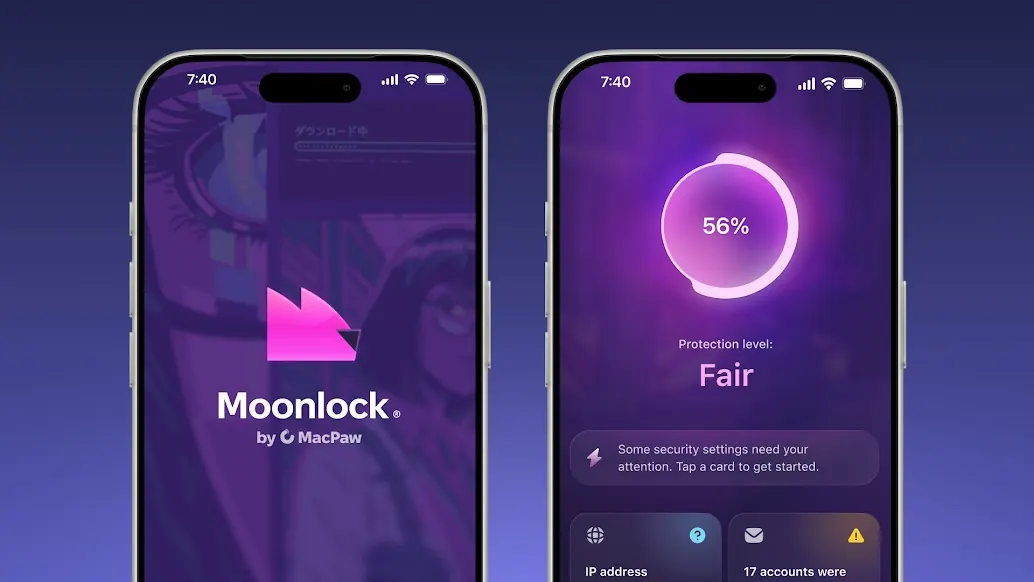 7:40
ダウンロード中
Moonlock®
by MacPaw
7:40
56%
Protection level:
Fair
Some security settings need your
attention. Tap a card to get started.
?
IP address
17 accounts were